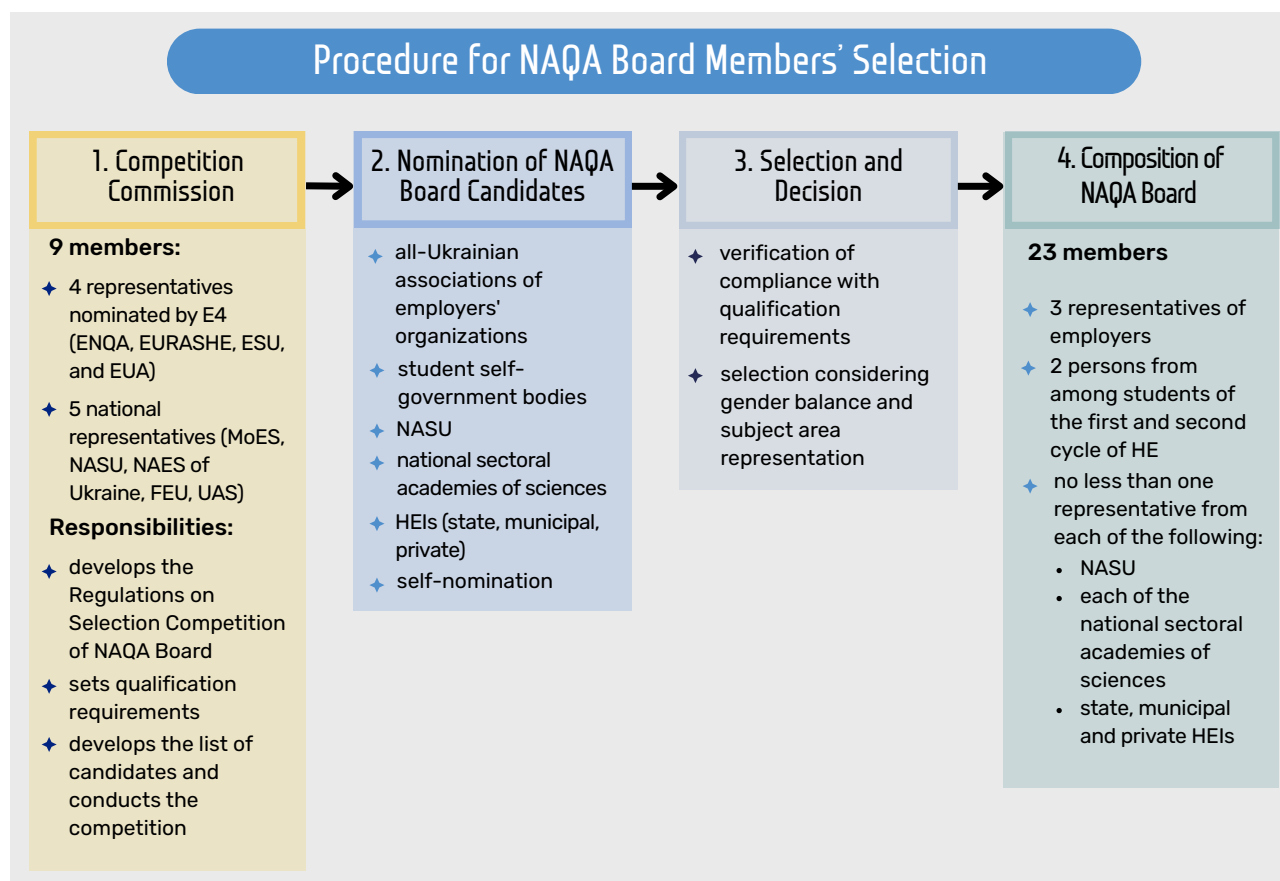 Procedure for NAQA Board Members' Selection
1. Competition
Commission
9 members:
4 representatives
nominated by E4
(ENQA, EURASHE, ESU,
and EUA)
5 national
representatives (MoES,
NASU, NAES of
Ukraine, FEU, UAS)
Responsibilities:
develops the
Regulations on
Selection Competition
of NAQA Board
sets qualification
requirements
develops the list of
candidates and
conducts the
competition
2. Nomination of NAQA
Board Candidates
all-Ukrainian
associations of
employers'
organizations
student self-
government bodies
NASU
national sectoral
academies of sciences
HEIs (state, municipal,
private)
self-nomination
3. Selection and
Decision
verification of
compliance with
qualification
requirements
selection considering
gender balance and
subject area
representation
4. Composition of
NAQA Board
23 members
3 representatives of
employers
2 persons from
among students of
the first and second
cycle of HE
no less than one
representative from
each of the following:
• NASU
• each of the
national sectoral
academies of
sciences
• state, municipal
and private HEIs